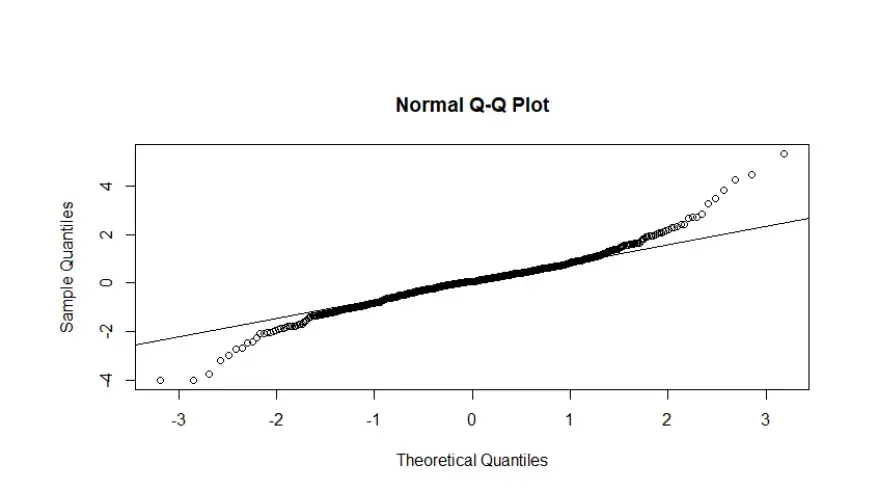 Normal Q-Q Plot
Sample Quantiles
4
2
0
-2
-4
-3 -2 -1 0 1 2 3
Theoretical Quantiles